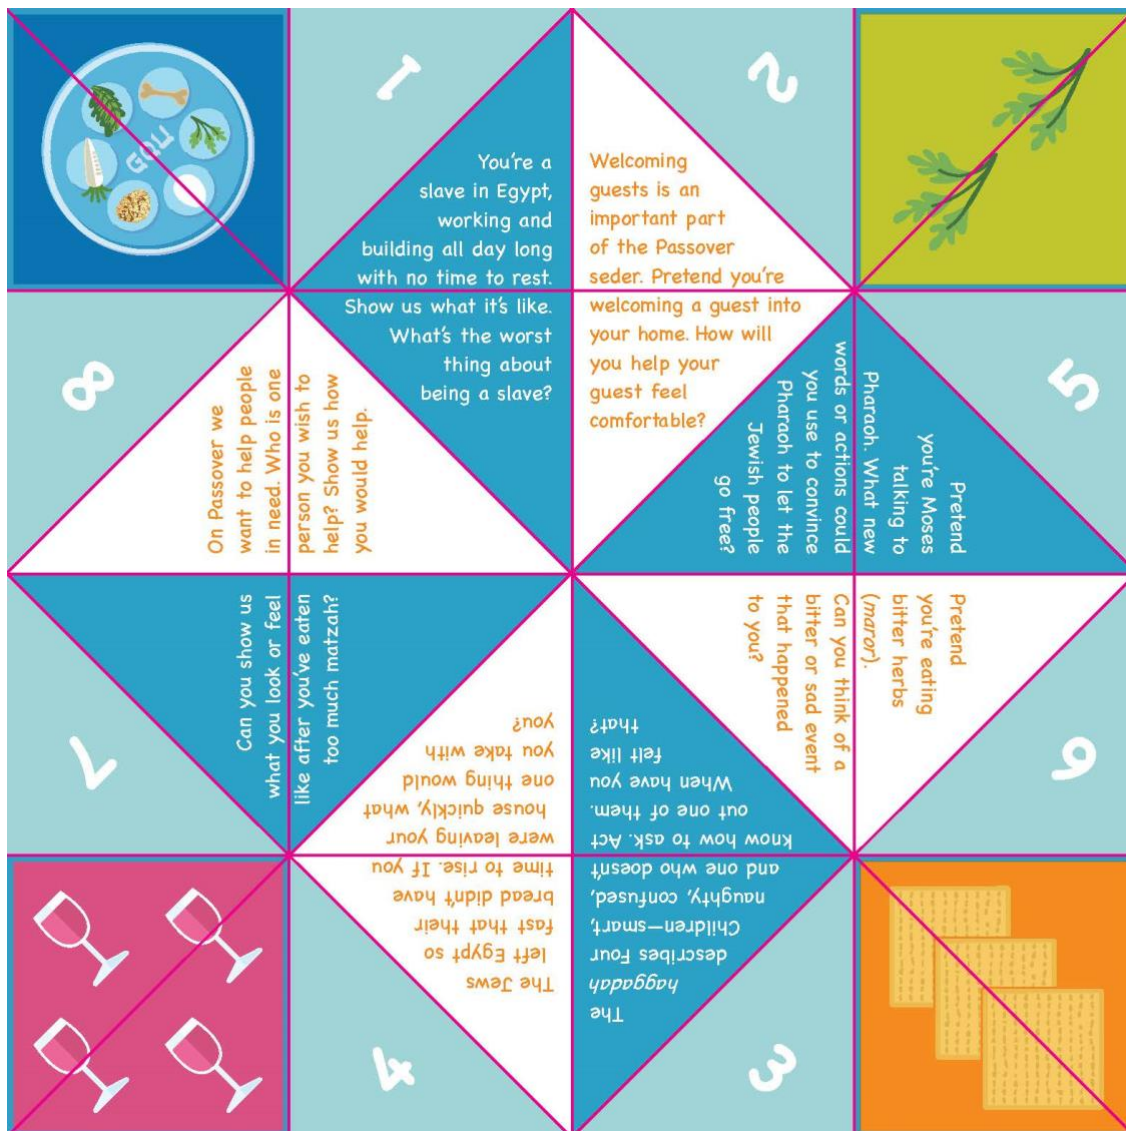 1
2
3
4
5
6
7
8
פסח
You're a
slave in Egypt,
working and
building all day long
with no time to rest.
Show us what it's like.
What's the worst
thing about
being a slave?
Welcoming
guests is an
important part
of the Passover
seder. Pretend you're
welcoming a guest into
your home. How will
you help your
guest feel
comfortable?
Pretend
you're Moses
talking to
Pharaoh. What new
words or actions could
you use to convince
Pharaoh to let the
Jewish people
go free?
Pretend
you're eating
bitter herbs
(maror).
Can you think of a
bitter or sad event
that happened
to you?
The
haggadah
describes Four
Children—smart,
naughty, confused,
and one who doesn't
know how to ask. Act
out one of them.
When have you
felt like
that?
The Jews
left Egypt so
fast that their
bread didn't have
time to rise. If you
were leaving your
house quickly, what
one thing would
you take with
you?
Can you show us
what you look or feel
like after you've eaten
too much matzah?
On Passover we
want to help people
in need. Who is one
person you wish to
help? Show us how
you would help.